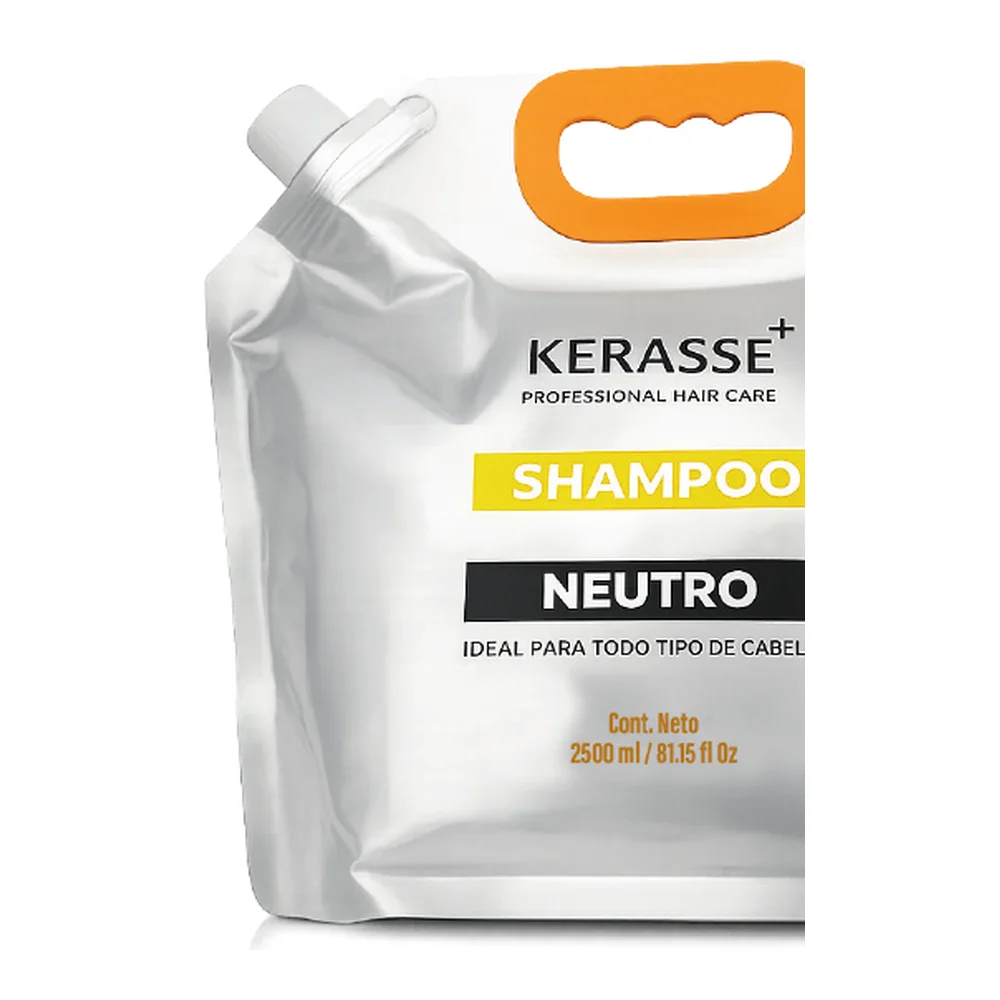 KERASSE+
PROFESSIONAL HAIR CARE
SHAMPOO
NEUTRO
IDEAL PARA TODO TIPO DE CABEL
Cont. Neto
2500 ml / 81.15 fl Oz